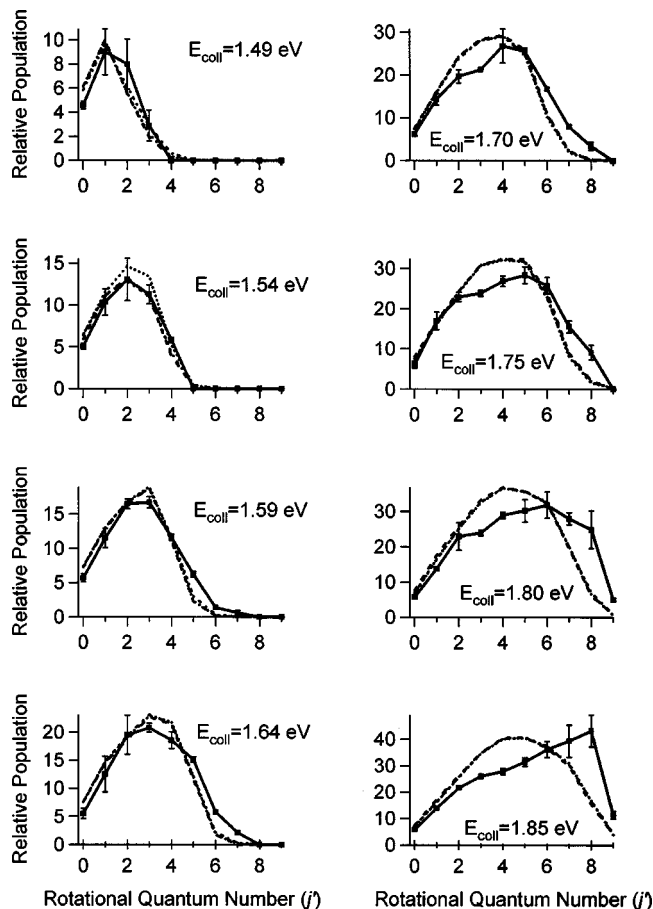 Relative Population
10
8
6
4
2
0
E_coll=1.49 eV
0 2 4 6 8
30
20
10
0
E_coll=1.70 eV
0 2 4 6 8
Relative Population
15
10
5
0
E_coll=1.54 eV
0 2 4 6 8
30
20
10
0
E_coll=1.75 eV
0 2 4 6 8
Relative Population
15
10
5
0
E_coll=1.59 eV
0 2 4 6 8
40
30
20
10
0
E_coll=1.80 eV
0 2 4 6 8
Relative Population
20
15
10
5
0
E_coll=1.64 eV
0 2 4 6 8
Rotational Quantum Number (j')
40
30
20
10
0
E_coll=1.85 eV
0 2 4 6 8
Rotational Quantum Number (j')